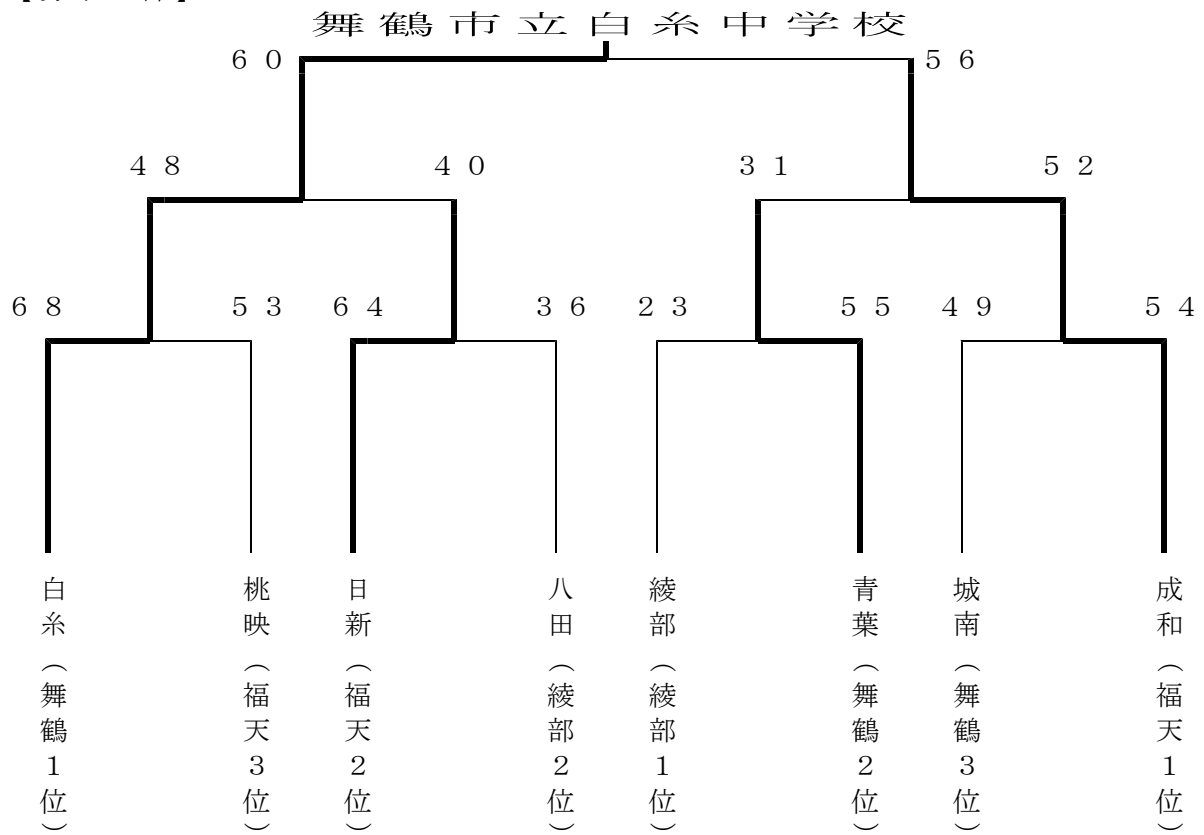 舞鶴市立白糸中学校
60 56
48 40 31 52
68 53 64 36 23 55 49 54
白糸（舞鶴1位）
桃映（福天3位）
日新（福天2位）
八田（綾部2位）
綾部（綾部1位）
青葉（舞鶴2位）
城南（舞鶴3位）
成和（福天1位）